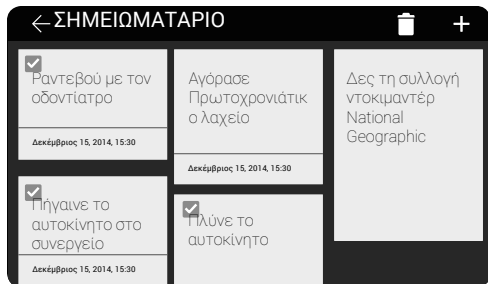 ΣΗΜΕΙΩΜΑΤΑΡΙΟ
Ραντεβού με τον
οδοντίατρο
Δεκέμβριος 15, 2014, 15:30
Αγόρασε
Πρωτοχρονιάτικ
ο λαχείο
Δεκέμβριος 15, 2014, 15:30
Δες τη συλλογή
ντοκιμαντέρ
National
Geographic
Πήγαινε το
αυτοκίνητο στο
συνεργείο
Δεκέμβριος 15, 2014, 15:30
Πλύνε το
αυτοκίνητο